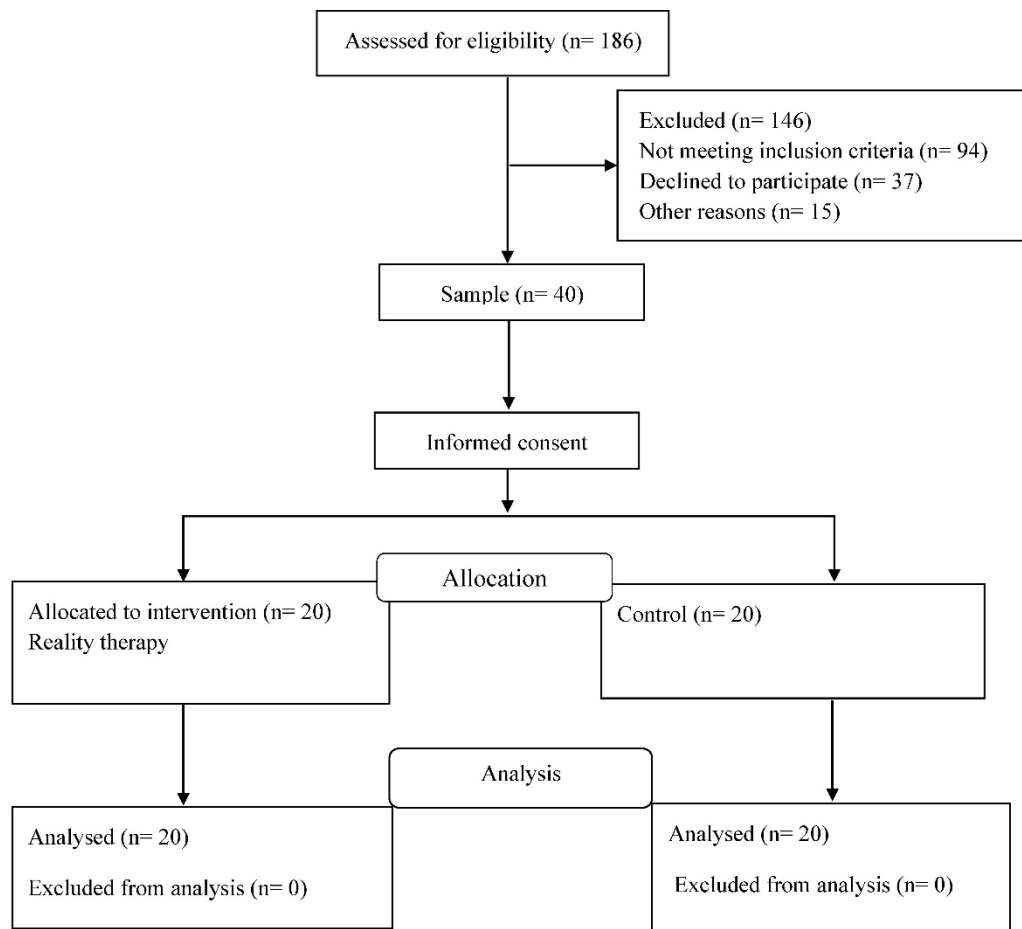 Assessed for eligibility (n= 186)
Excluded (n= 146)
Not meeting inclusion criteria (n= 94)
Declined to participate (n= 37)
Other reasons (n= 15)
Sample (n= 40)
Informed consent
Allocation
Allocated to intervention (n= 20)
Reality therapy
Control (n= 20)
Analysis
Analysed (n= 20)
Excluded from analysis (n= 0)
Analysed (n= 20)
Excluded from analysis (n= 0)